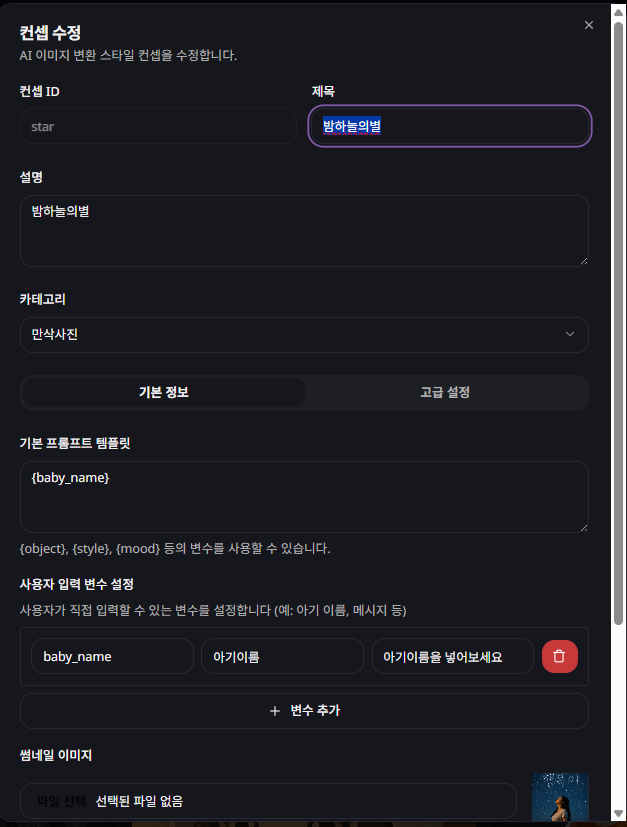 컨셉 수정
AI 이미지 변환 스타일 컨셉을 수정합니다.
컨셉 ID
제목
star
밤하늘의별
설명
밤하늘의별
카테고리
만삭사진
기본 정보
고급 설정
기본 프롬프트 템플릿
{baby_name}
{object}, {style}, {mood} 등의 변수를 사용할 수 있습니다.
사용자 입력 변수 설정
사용자가 직접 입력할 수 있는 변수를 설정합니다 (예: 아기 이름, 메시지 등)
baby_name
아기이름
아기이름을 넣어보세요
변수 추가
썸네일 이미지
파일 선택 선택된 파일 없음